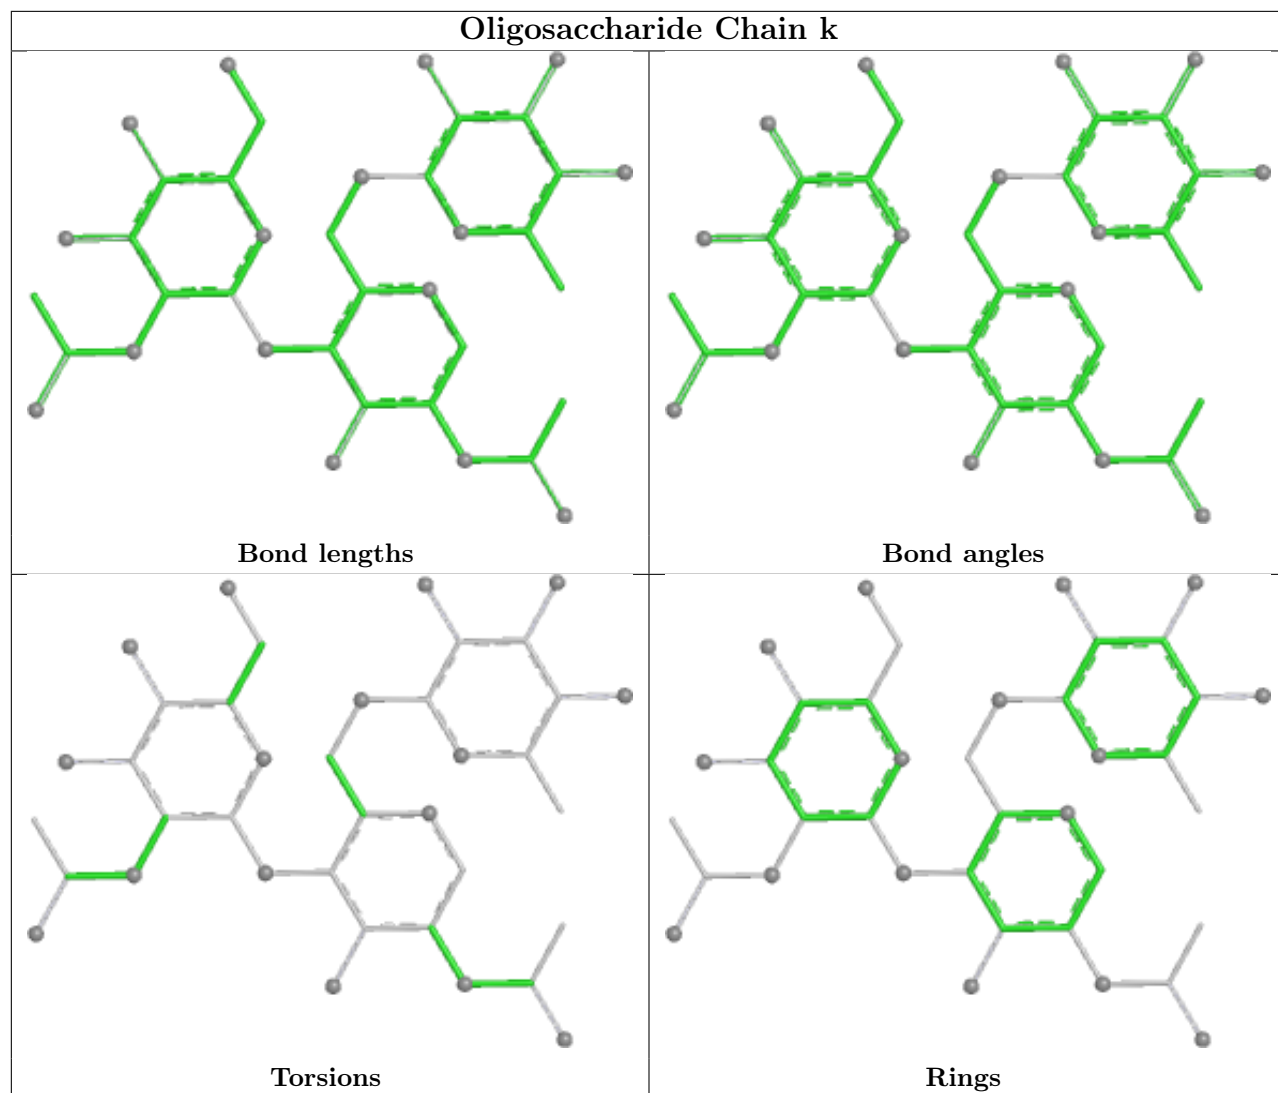 Oligosaccharide Chain k
Bond lengths
Bond angles
Torsions
Rings